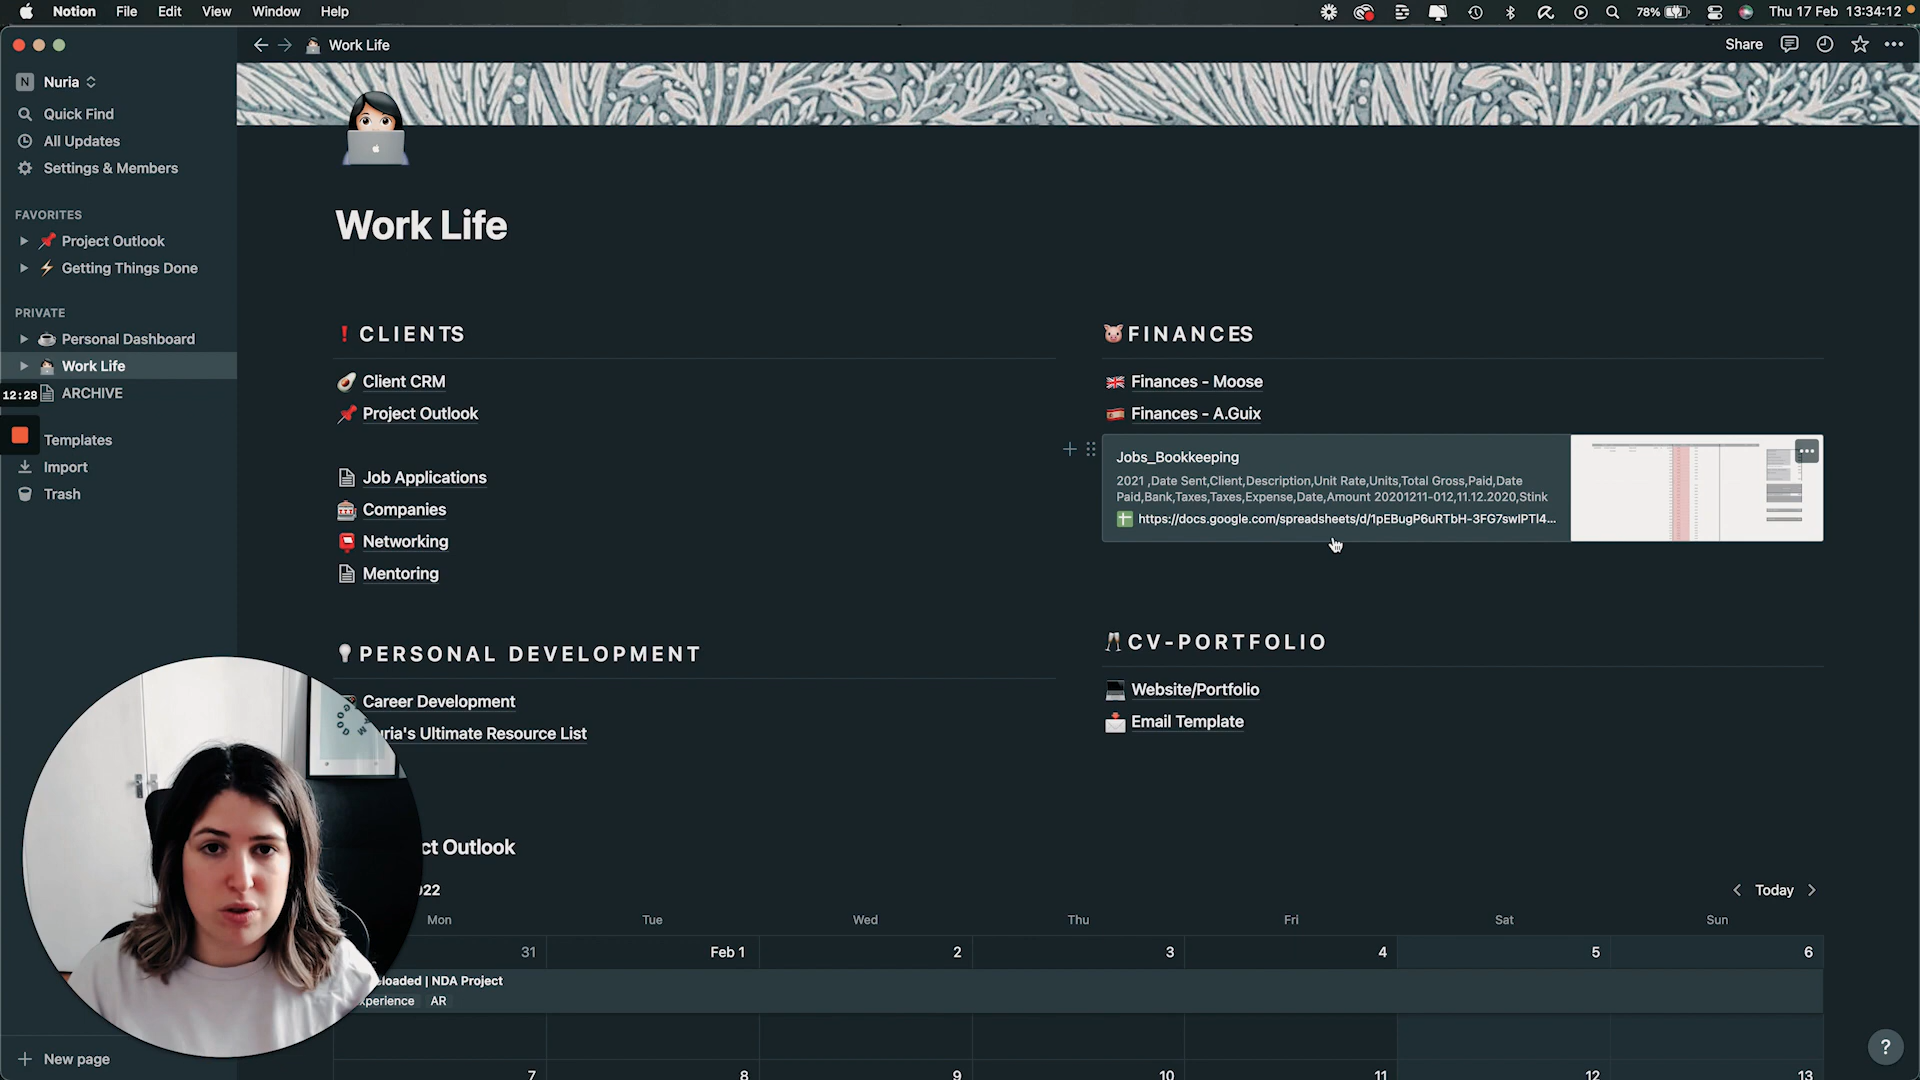 Notion File Edit View Window Help
78% Thu 17 Feb 13:34:12
Work Life
Share
N Nuria
Quick Find
All Updates
Settings & Members
FAVORITES
Project Outlook
Getting Things Done
PRIVATE
Personal Dashboard
Work Life
12:28 ARCHIVE
Templates
Import
Trash
New page
Work Life
CLIENTS
Client CRM
Project Outlook
Job Applications
Companies
Networking
Mentoring
FINANCES
Finances - Moose
Finances - A.Guix
Jobs_Bookkeeping
2021 ,Date Sent,Client,Description,Unit Rate,Units,Total Gross,Paid,Date
Paid,Bank,Taxes,Taxes,Expense,Date,Amount 20201211-012,11.12.2020,Stink
https://docs.google.com/spreadsheets/d/1pEBugP6uRTbH-3FG7swIPTI4...
PERSONAL DEVELOPMENT
Career Development
uria's Ultimate Resource List
CV-PORTFOLIO
Website/Portfolio
Email Template
ct Outlook
022
Today
Mon Tue Wed Thu Fri Sat Sun
31 Feb 1 2 3 4 5 6
eloaded | NDA Project
xperience AR
7 8 9 10 11 12 13
?